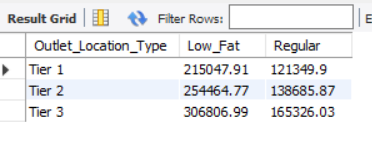 Result Grid Filter Rows: E
Outlet_Location_Type Low_Fat Regular
Tier 1 215047.91 121349.9
Tier 2 254464.77 138685.87
Tier 3 306806.99 165326.03